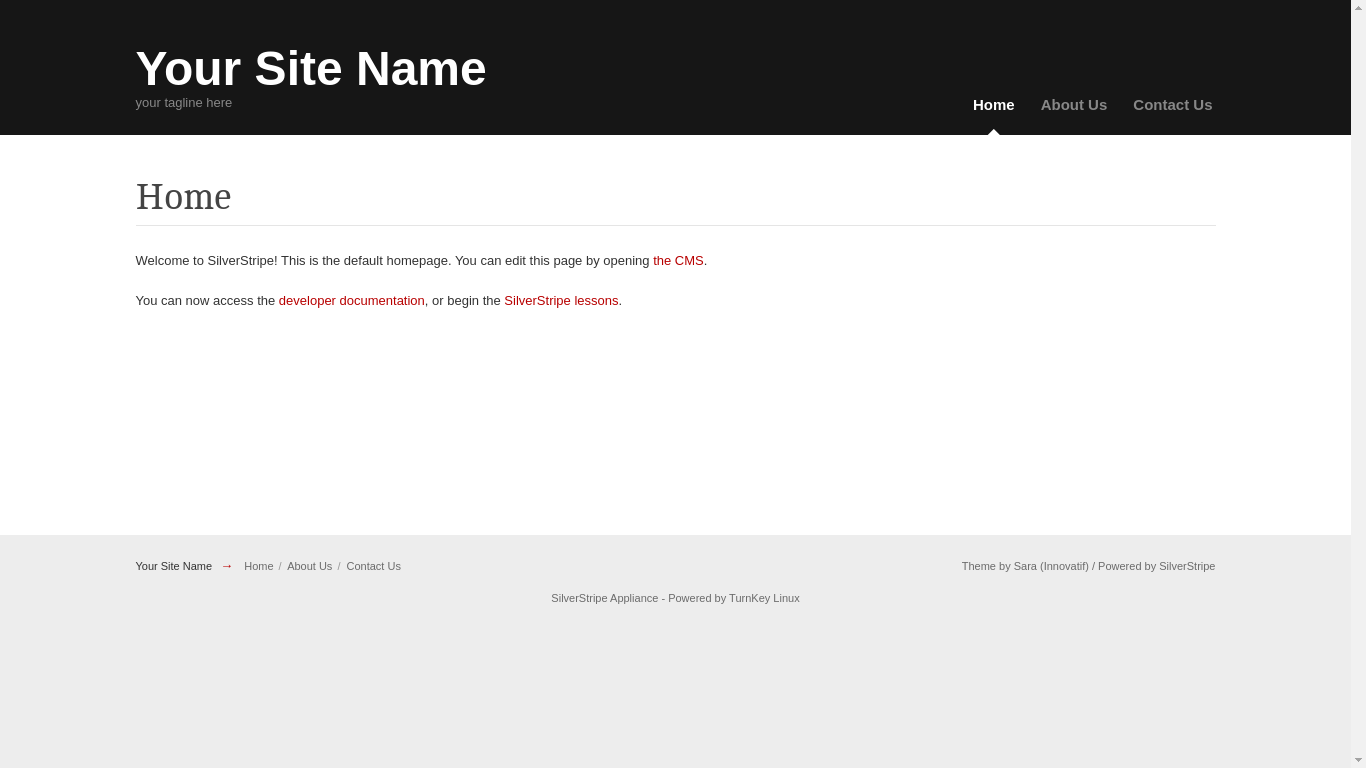 Your Site Name
your tagline here
Home About Us Contact Us
Home
Welcome to SilverStripe! This is the default homepage. You can edit this page by opening the CMS.
You can now access the developer documentation, or begin the SilverStripe lessons.
Your Site Name → Home / About Us / Contact Us
Theme by Sara (Innovatif) / Powered by SilverStripe
SilverStripe Appliance - Powered by TurnKey Linux